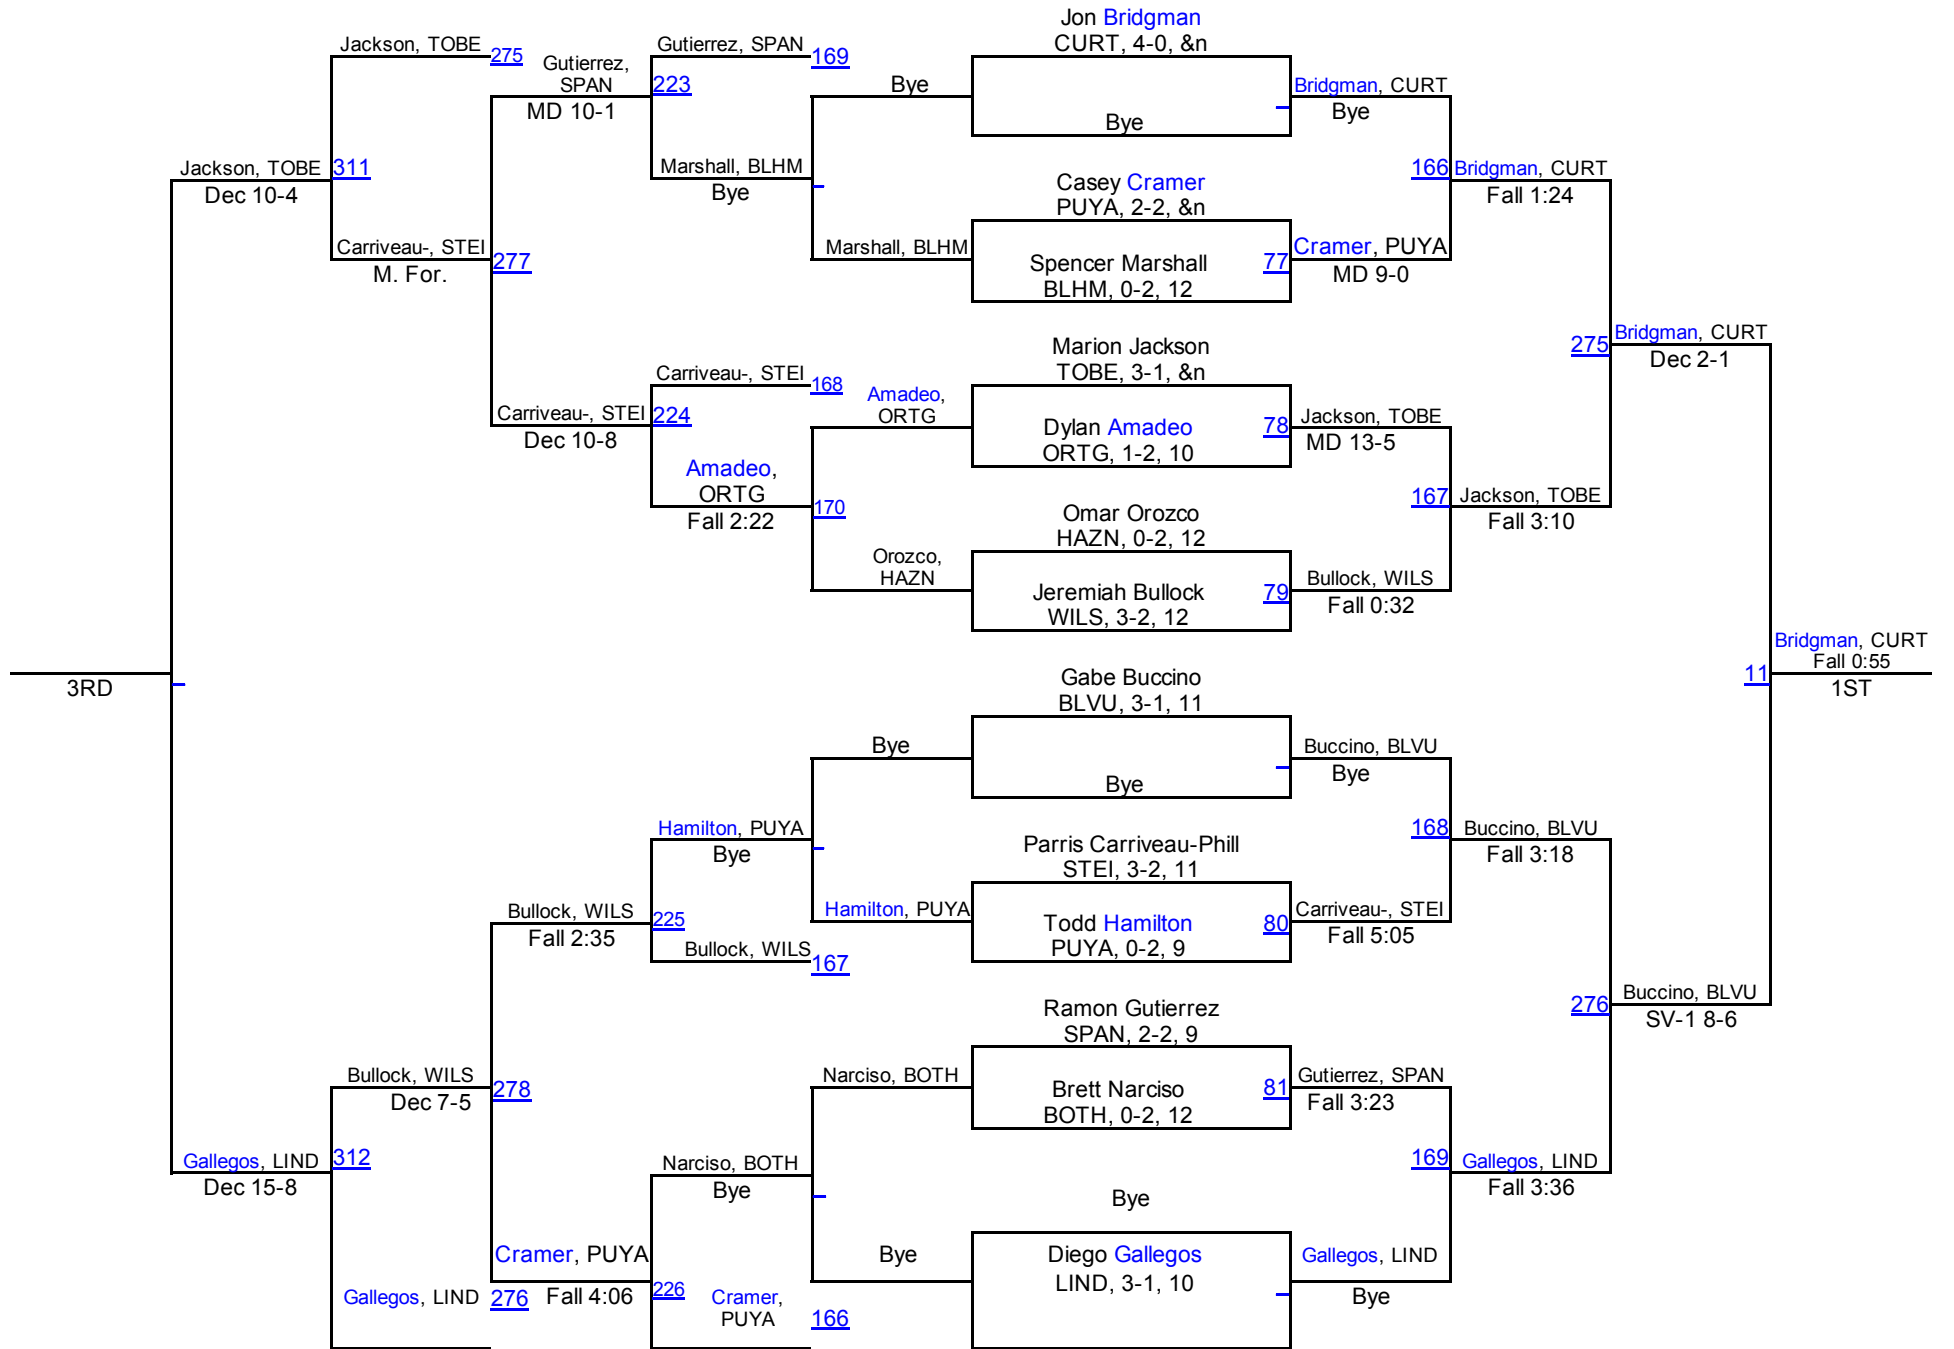 Jon Bridgman
CURT, 4-0, &n
Jackson, TOBE
275
Gutierrez, SPAN
169
Gutierrez,
SPAN
223
MD 10-1
Bye
Bye
Bridgman, CURT
Bye
Jackson, TOBE
311
Dec 10-4
Marshall, BLHM
Bye
Casey Cramer
PUYA, 2-2, &n
166
Bridgman, CURT
Fall 1:24
Carriveau-, STEI
277
M. For.
Marshall, BLHM
Spencer Marshall
BLHM, 0-2, 12
77
Cramer, PUYA
MD 9-0
Marion Jackson
TOBE, 3-1, &n
275
Bridgman, CURT
Dec 2-1
Carriveau-, STEI
168
Amadeo,
ORTG
Carriveau-, STEI
224
Dec 10-8
Dylan Amadeo
ORTG, 1-2, 10
78
Jackson, TOBE
MD 13-5
Amadeo,
ORTG
Fall 2:22
170
Omar Orozco
HAZN, 0-2, 12
167
Jackson, TOBE
Fall 3:10
Orozco,
HAZN
Jeremiah Bullock
WILS, 3-2, 12
79
Bullock, WILS
Fall 0:32
3RD
Gabe Buccino
BLVU, 3-1, 11
11
Bridgman, CURT
Fall 0:55
1ST
Bye
Bye
Buccino, BLVU
Bye
Hamilton, PUYA
Bye
Parris Carriveau-Phill
STEI, 3-2, 11
168
Buccino, BLVU
Fall 3:18
Bullock, WILS
225
Fall 2:35
Hamilton, PUYA
Todd Hamilton
PUYA, 0-2, 9
80
Carriveau-, STEI
Fall 5:05
Bullock, WILS
167
Ramon Gutierrez
SPAN, 2-2, 9
276
Buccino, BLVU
SV-1 8-6
Bullock, WILS
278
Dec 7-5
Narciso, BOTH
Brett Narciso
BOTH, 0-2, 12
81
Gutierrez, SPAN
Fall 3:23
Gallegos, LIND
312
Dec 15-8
Narciso, BOTH
Bye
Bye
169
Gallegos, LIND
Fall 3:36
Cramer, PUYA
Fall 4:06
226
Bye
Diego Gallegos
LIND, 3-1, 10
Gallegos, LIND
Bye
Gallegos, LIND
276
Cramer,
PUYA
166